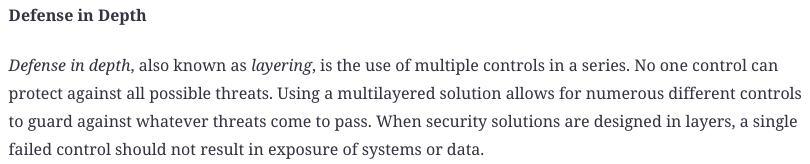 Defense in Depth
Defense in depth, also known as layering, is the use of multiple controls in a series. No one control can
protect against all possible threats. Using a multilayered solution allows for numerous different controls
to guard against whatever threats come to pass. When security solutions are designed in layers, a single
failed control should not result in exposure of systems or data.